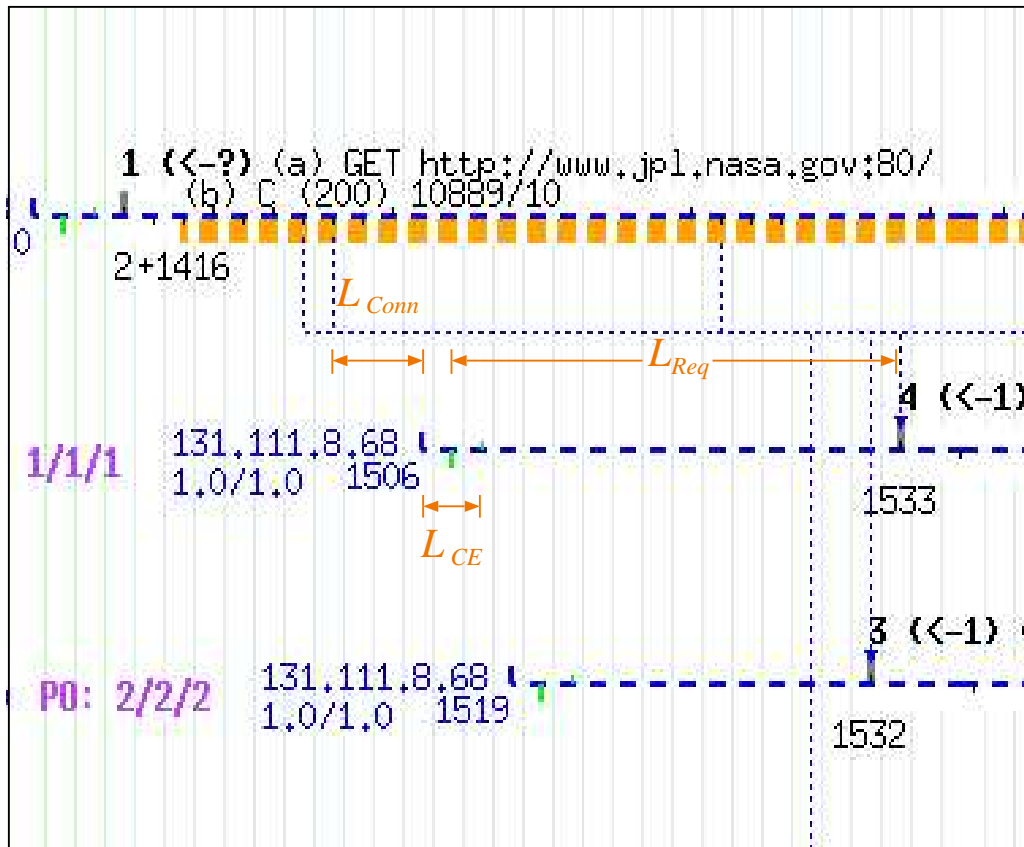 1 (<-?) (a) GET http://www.jpl.nasa.gov:80/
(b) C (200) 10889/10
0
2+1416
L Conn
L Req
4 (<-1)
131.111.8.68
1/1/1
1.0/1.0 1506
1533
L CE
3 (<-1)
131.111.8.68
P0: 2/2/2
1.0/1.0 1519
1532